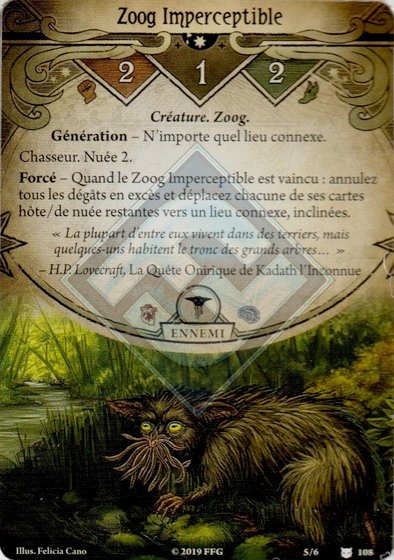 Zoog Imperceptible
2 1 2
Créature. Zoog.
Génération – N'importe quel lieu connexe.
Chasseur. Nuée 2.
Forcé – Quand le Zoog Imperceptible est vaincu : annulez
tous les dégâts en excès et déplacez chacune de ses cartes
hôte/de nuée restantes vers un lieu connexe, inclinées.
« La plupart d'entre eux vivent dans des terriers, mais
quelques-uns habitent le tronc des grands arbres… »
– H.P. Lovecraft, La Quête Onirique de Kadath l'Inconnue
ENNEMI
Illus. Felicia Cano © 2019 FFG 5/6 108